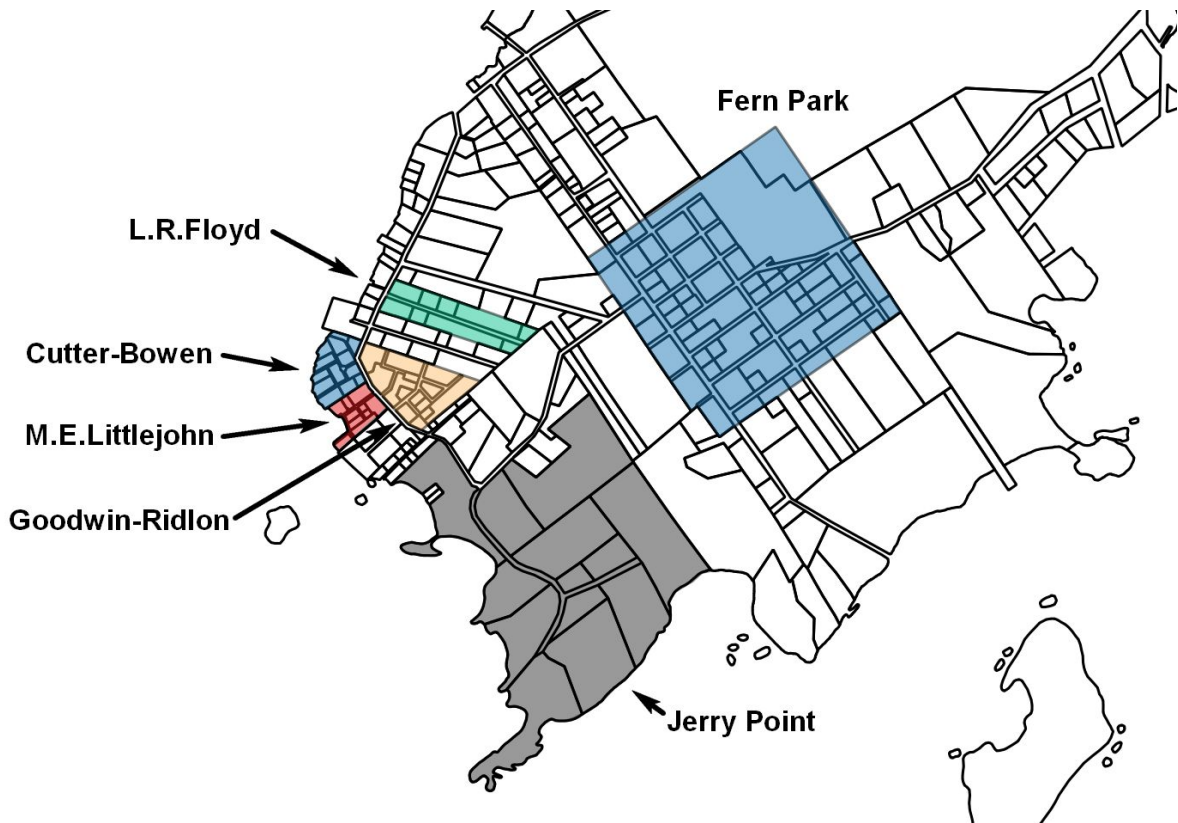 Fern Park
L.R.Floyd
Cutter-Bowen
M.E.Littlejohn
Goodwin-Ridlon
Jerry Point